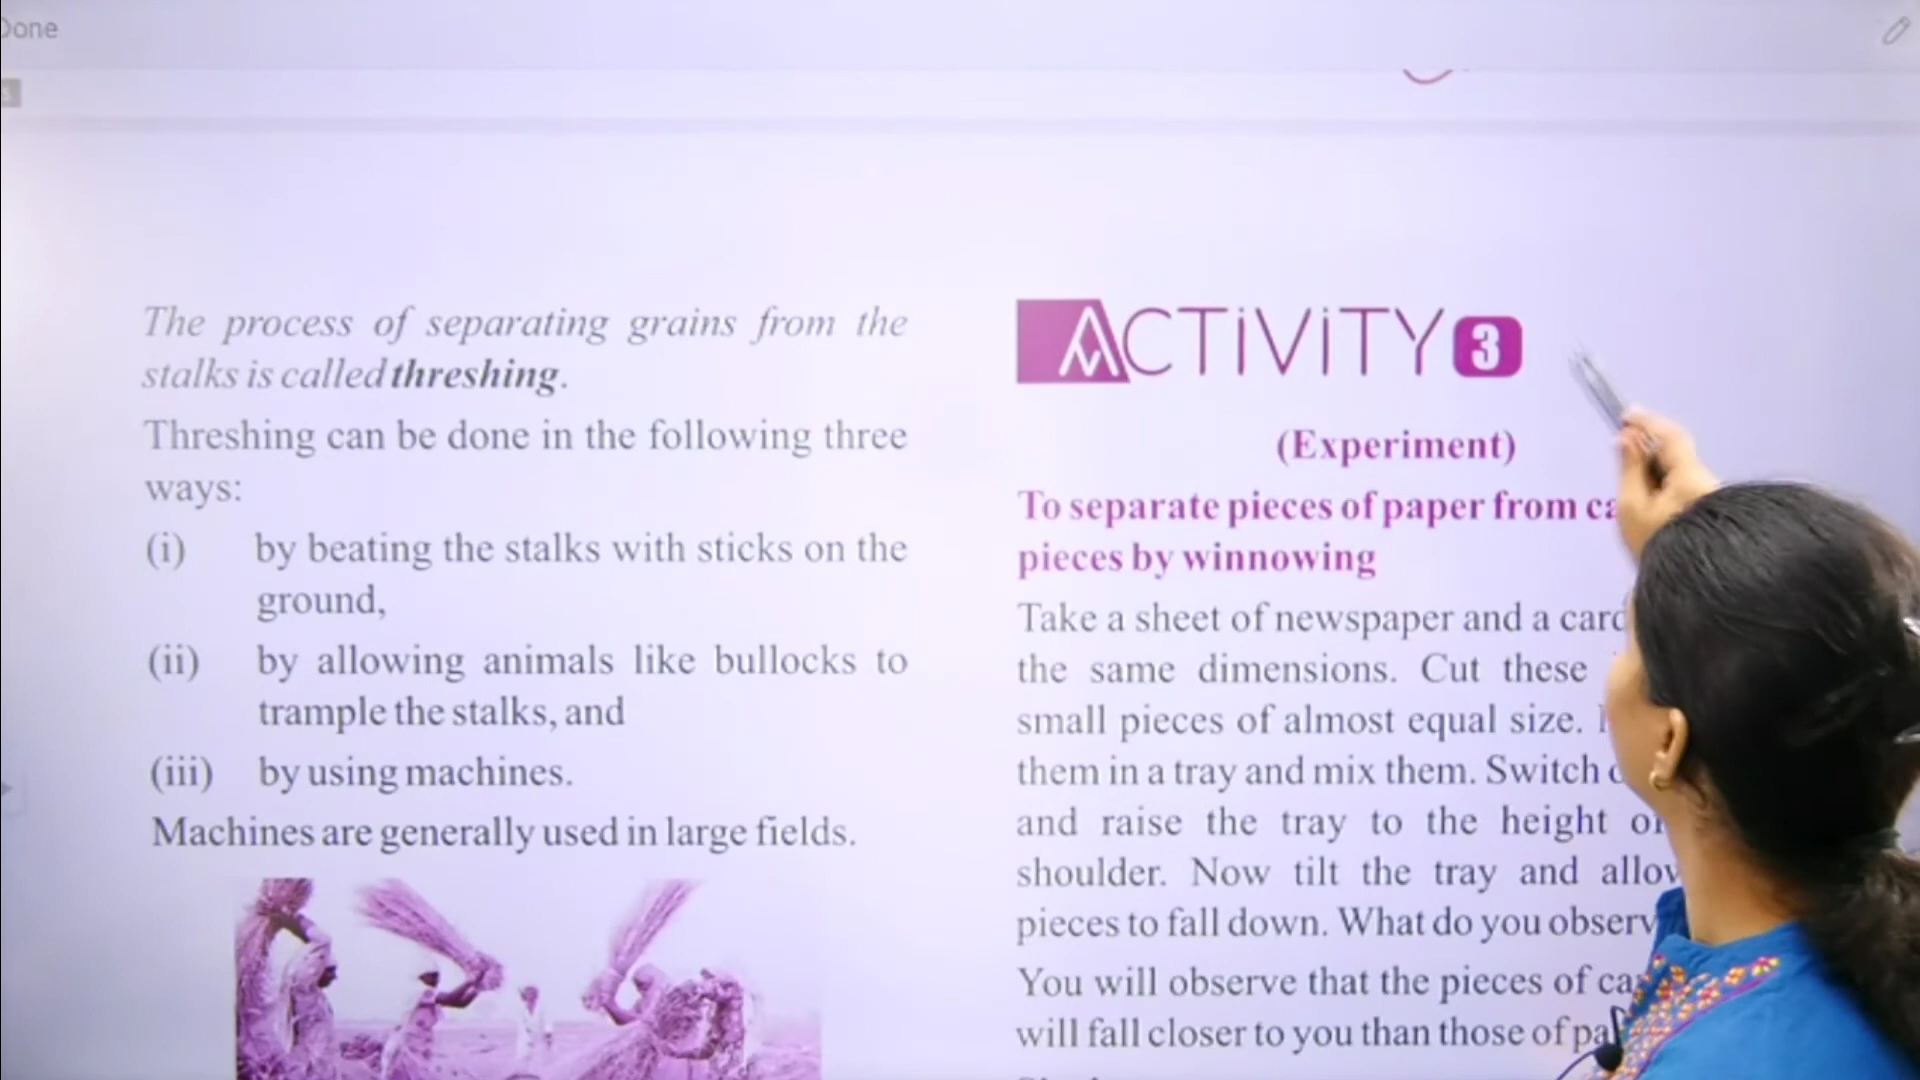 Done
The process of separating grains from the
stalks is called threshing.
Threshing can be done in the following three
ways:
(i) by beating the stalks with sticks on the
ground,
(ii) by allowing animals like bullocks to
trample the stalks, and
(iii) by using machines.
Machines are generally used in large fields.
ACTiViTY 3
(Experiment)
To separate pieces of paper from
pieces by winnowing
Take a sheet of newspaper and a
the same dimensions. Cut these
small pieces of almost equal size.
them in a tray and mix them. Switch
and raise the tray to the height
shoulder. Now tilt the tray and
pieces to fall down. What do you
You will observe that the pieces of
will fall closer to you than those of